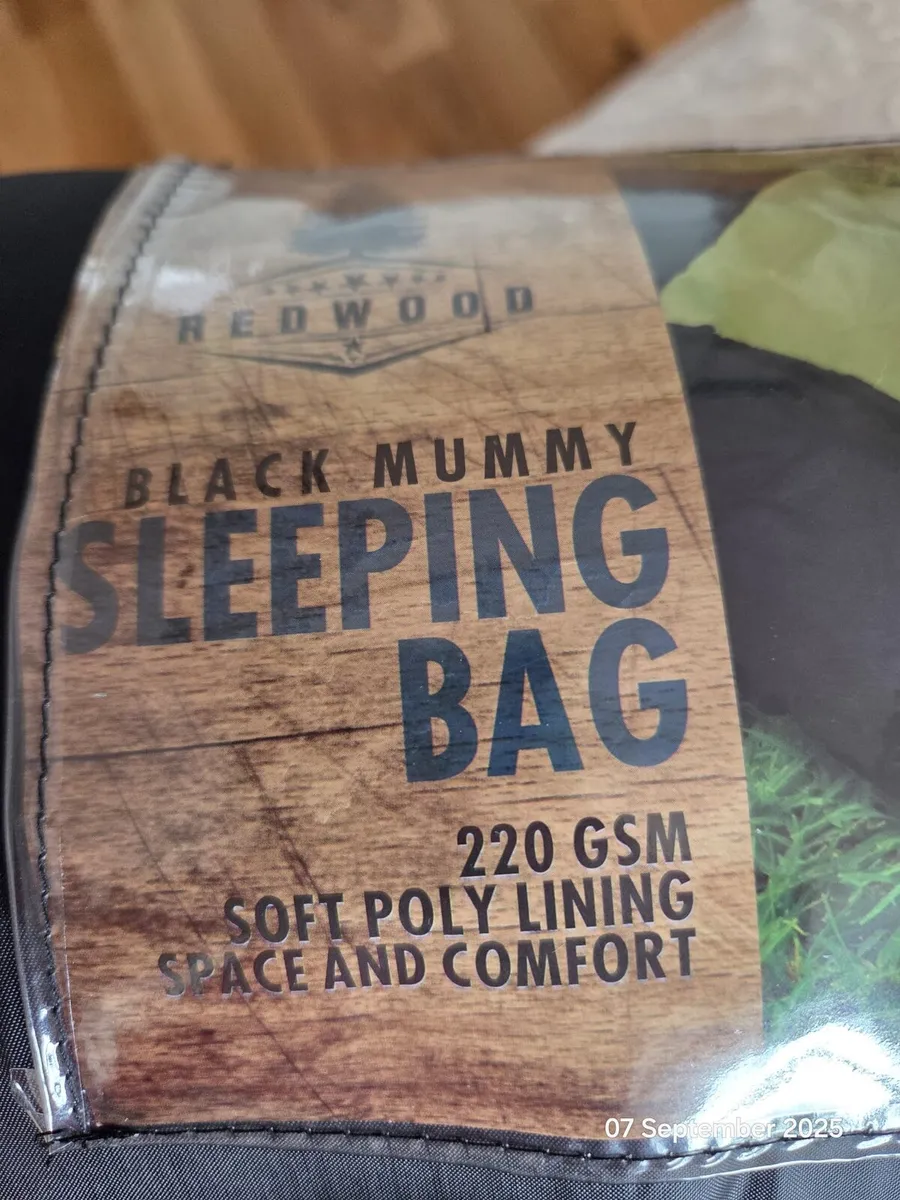 REDWOOD
BLACK MUMMY
SLEEPING
BAG
220 GSM
SOFT POLY LINING
SPACE AND COMFORT
07 September 2025